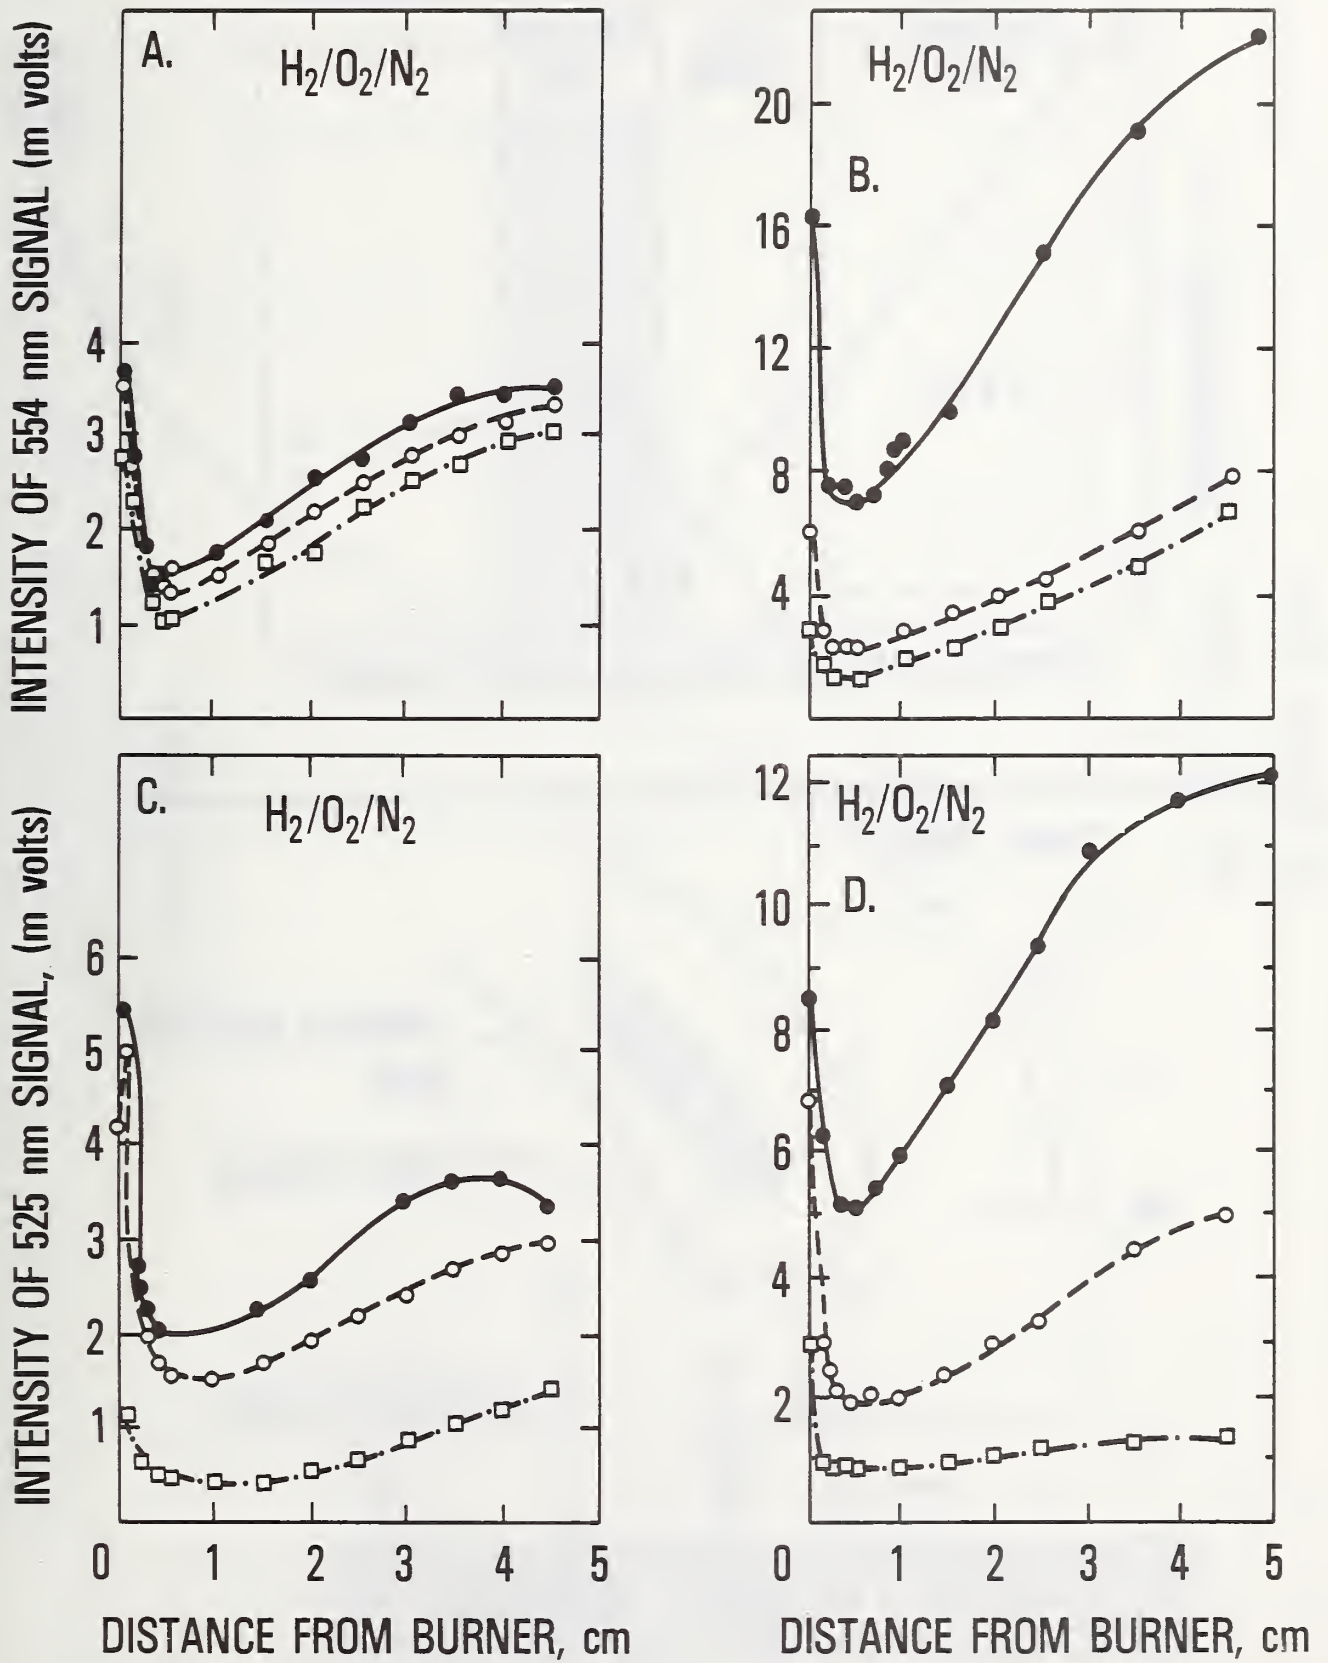 INTENSITY OF 554 nm SIGNAL (m volts)
A.
H₂/O₂/N₂
4
3
2
1
H₂/O₂/N₂
B.
20
16
12
8
4
INTENSITY OF 525 nm SIGNAL, (m volts)
C.
H₂/O₂/N₂
6
5
4
3
2
1
0 1 2 3 4 5
DISTANCE FROM BURNER, cm
H₂/O₂/N₂
D.
12
10
8
6
4
2
0 1 2 3 4 5
DISTANCE FROM BURNER, cm